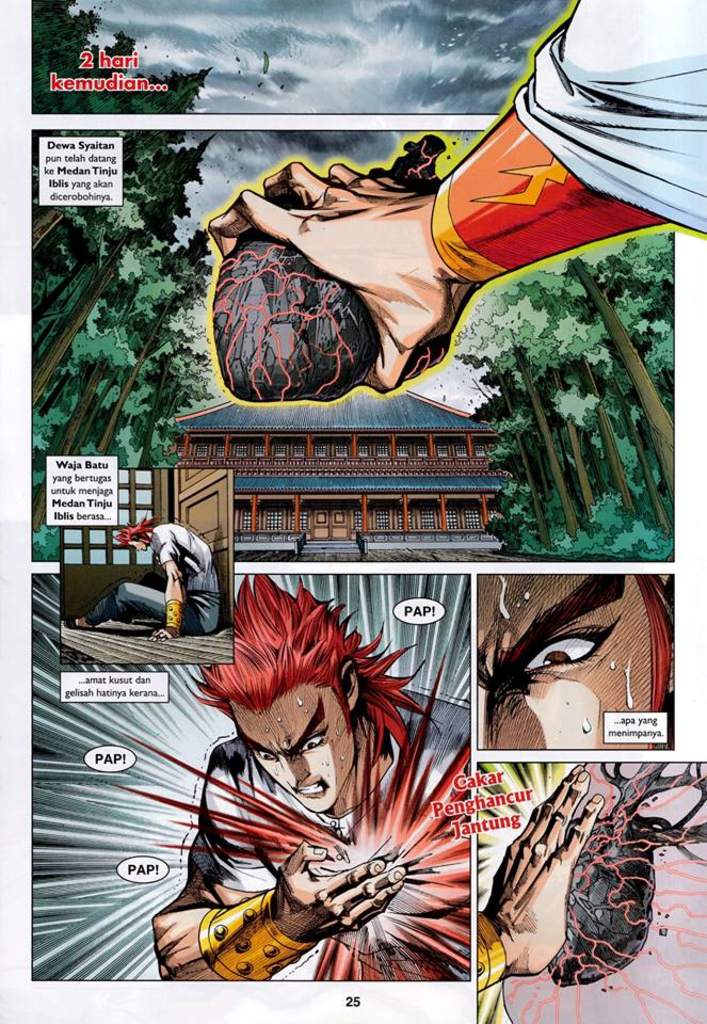 2 hari
kemudian...
Dewa Syaitan
pun telah datang
ke Medan Tinju
Iblis yang akan
dicerobohinya.
Waja Batu
yang bertugas
untuk menjaga
Medan Tinju
Iblis berasa...
...amat kusut dan
gelisah hatinya kerana...
PAP!
PAP!
PAP!
...apa yang
menimpanya.
Cakar
Penghancur
Jantung
25